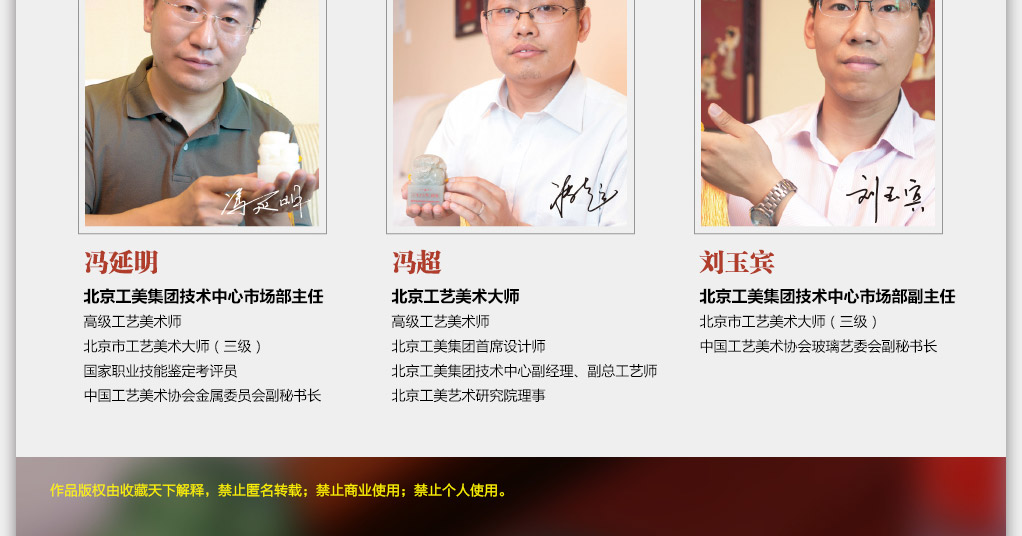 冯延明
冯超
刘玉宾
冯延明
北京工美集团技术中心市场部主任
高级工艺美术师
北京市工艺美术大师（三级）
国家职业技能鉴定考评员
中国工艺美术协会金属委员会副秘书长
冯超
北京工艺美术大师
高级工艺美术师
北京工美集团首席设计师
北京工美集团技术中心副经理、副总工艺师
北京工美艺术研究院理事
刘玉宾
北京工美集团技术中心市场部副主任
北京市工艺美术大师（三级）
中国工艺美术协会玻璃艺委会副秘书长
作品版权由收藏天下解释，禁止匿名转载；禁止商业使用；禁止个人使用。